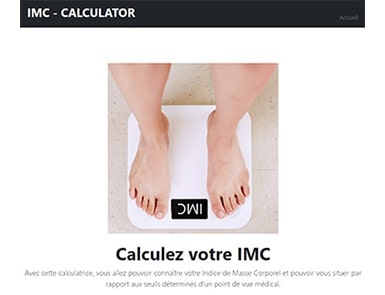 IMC - CALCULATOR
Accueil
IMC
Calculez votre IMC
Avec cette calculatrice, vous allez pouvoir connaître votre Indice de Masse Corporel et pouvoir vous situer par
rapport aux seuils déterminés d'un point de vue médical.